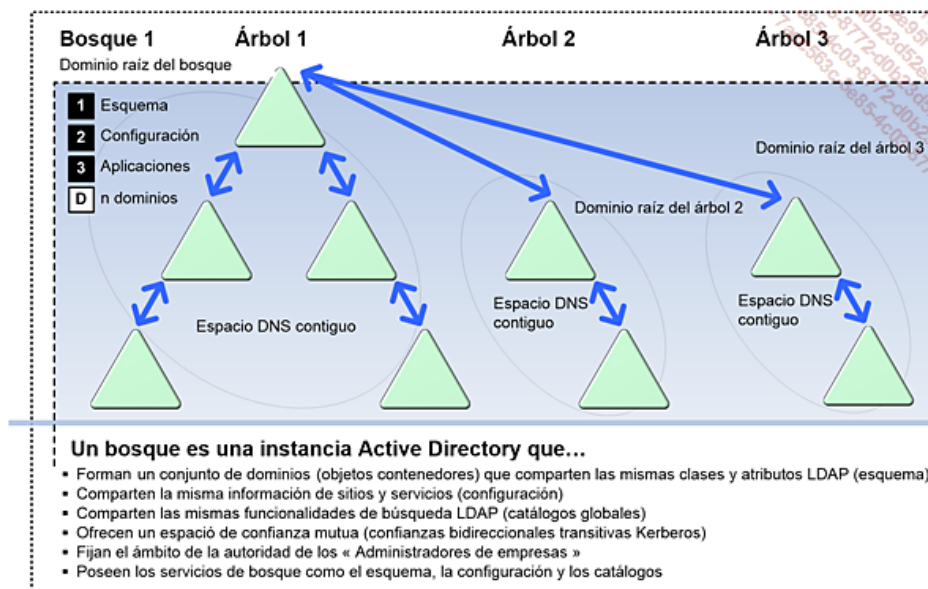 Bosque 1
Árbol 1
Árbol 2
Árbol 3
Dominio raíz del bosque
1 Esquema
2 Configuración
3 Aplicaciones
D n dominios
Dominio raíz del árbol 3
Dominio raíz del árbol 2
Espacio DNS contiguo
Espacio DNS
contiguo
Espacio DNS
contiguo
Un bosque es una instancia Active Directory que…
▪ Forman un conjunto de dominios (objetos contenedores) que comparten las mismas clases y atributos LDAP (esquema)
▪ Comparten la misma información de sitios y servicios (configuración)
▪ Comparten las mismas funcionalidades de búsqueda LDAP (catálogos globales)
▪ Ofrecen un espació de confianza mutua (confianzas bidireccionales transitivas Kerberos)
▪ Fijan el ámbito de la autoridad de los « Administradores de empresas »
▪ Poseen los servicios de bosque como el esquema, la configuración y los catálogos